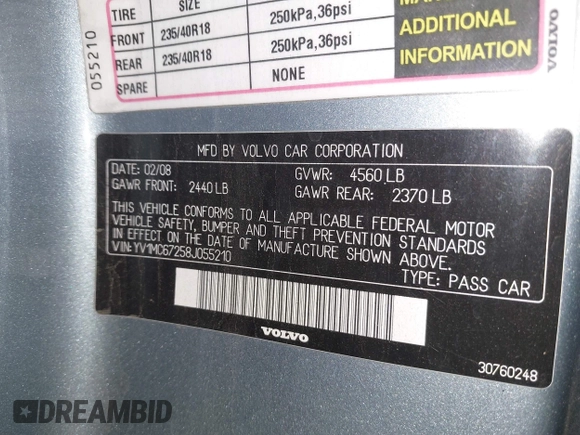 TIRE SIZE
FRONT 235/40R18 250kPa,36psi
REAR 235/40R18 250kPa,36psi
SPARE NONE
ADDITIONAL
INFORMATION
VOLVO
055210
MFD BY VOLVO CAR CORPORATION
DATE: 02/08 GVWR: 4560 LB
GAWR FRONT: 2440 LB GAWR REAR: 2370 LB
THIS VEHICLE CONFORMS TO ALL APPLICABLE FEDERAL MOTOR
VEHICLE SAFETY, BUMPER AND THEFT PREVENTION STANDARDS
IN EFFECT ON THE DATE OF MANUFACTURE SHOWN ABOVE.
VIN: YV1MC67258J055210
TYPE: PASS CAR
VOLVO
30760248
DREAMBID